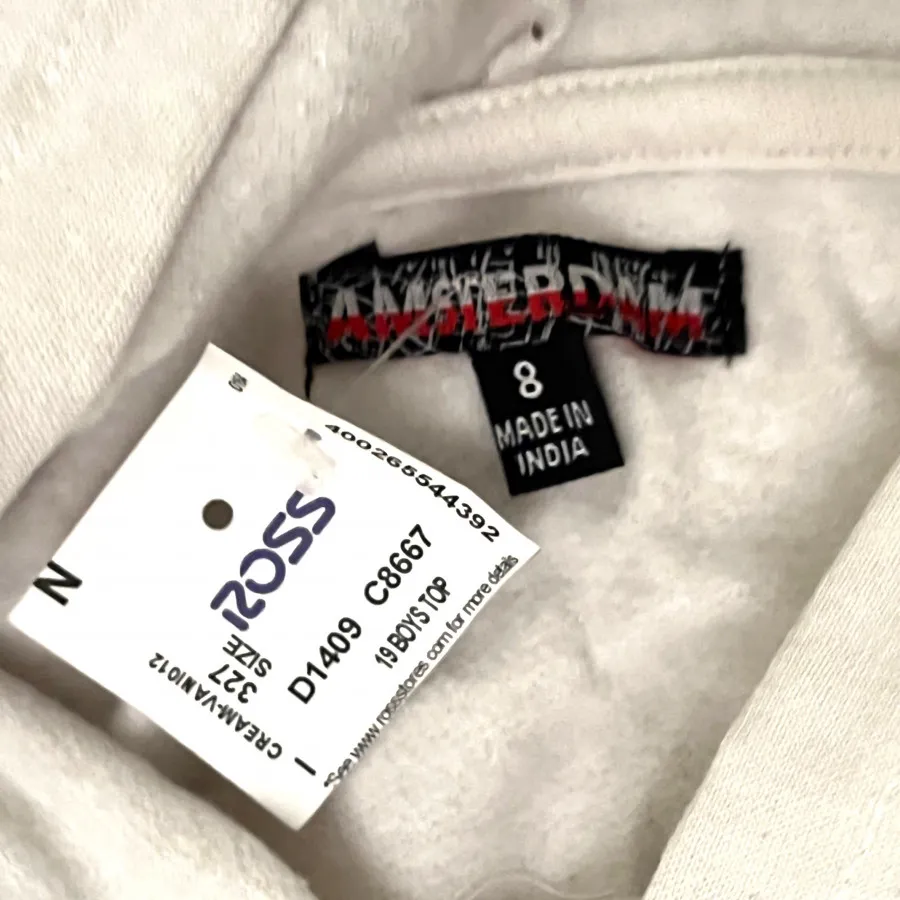 AMSTERDAM
8
MADE IN
INDIA
400265544392
ROSS
D1409 C8667
19 BOYS TOP
*See www.rossstores.com for more details
327
SIZE
CREAM-VANI012
N
I